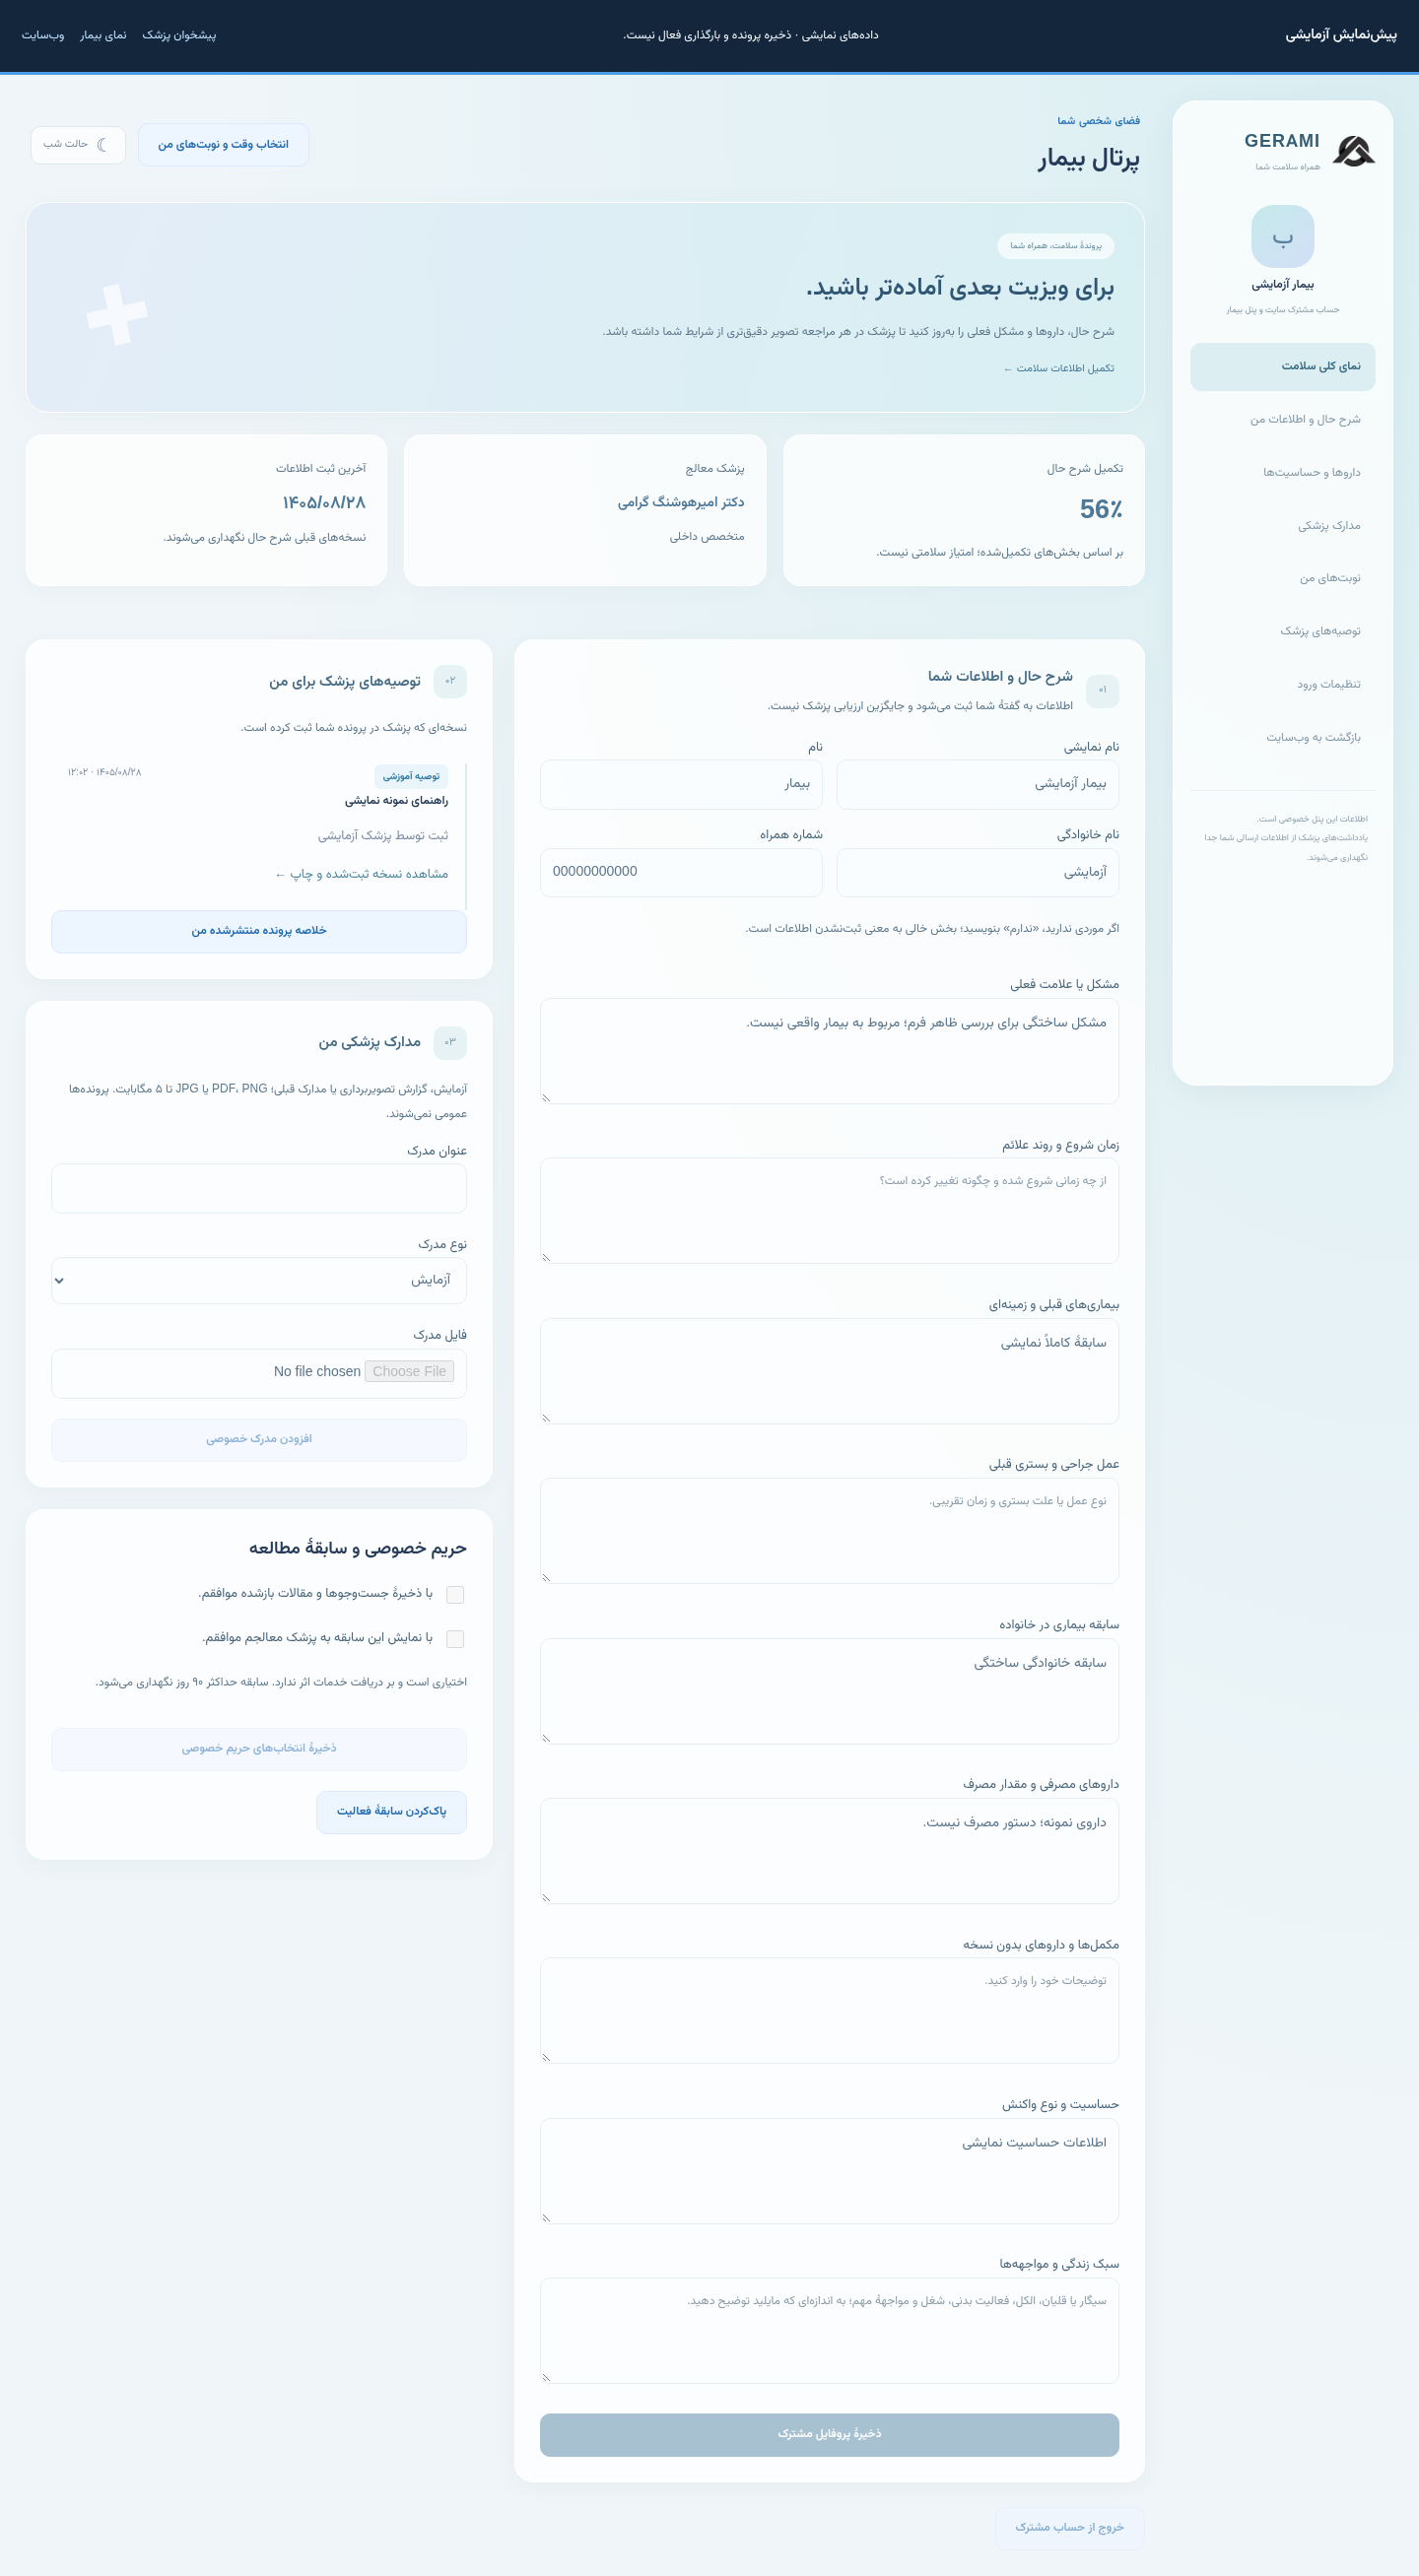 پیش‌نمایش آزمایشی
داده‌های نمایشی · ذخیره پرونده و بارگذاری فعال نیست.
پیشخوان پزشک
نمای بیمار
وب‌سایت
GERAMI
همراه سلامت شما
ب
بیمار آزمایشی
حساب مشترک سایت و پنل بیمار
نمای کلی سلامت
شرح حال و اطلاعات من
داروها و حساسیت‌ها
مدارک پزشکی
نوبت‌های من
توصیه‌های پزشک
تنظیمات ورود
بازگشت به وب‌سایت
اطلاعات این پنل خصوصی است.
یادداشت‌های پزشک از اطلاعات ارسالی شما جدا
نگهداری می‌شوند.
فضای شخصی شما
پرتال بیمار
انتخاب وقت و نوبت‌های من
حالت شب
پروندهٔ سلامت، همراه شما
برای ویزیت بعدی آماده‌تر باشید.
شرح حال، داروها و مشکل فعلی را به‌روز کنید تا پزشک در هر مراجعه تصویر دقیق‌تری از شرایط شما داشته باشد.
تکمیل اطلاعات سلامت ←
تکمیل شرح حال
56٪
بر اساس بخش‌های تکمیل‌شده؛ امتیاز سلامتی نیست.
پزشک معالج
دکتر امیرهوشنگ گرامی
متخصص داخلی
آخرین ثبت اطلاعات
۱۴۰۵/۰۸/۲۸
نسخه‌های قبلی شرح حال نگهداری می‌شوند.
۰۱
شرح حال و اطلاعات شما
اطلاعات به گفتهٔ شما ثبت می‌شود و جایگزین ارزیابی پزشک نیست.
نام نمایشی
بیمار آزمایشی
نام
بیمار
نام خانوادگی
آزمایشی
شماره همراه
00000000000
اگر موردی ندارید، «ندارم» بنویسید؛ بخش خالی به معنی ثبت‌نشدن اطلاعات است.
مشکل یا علامت فعلی
مشکل ساختگی برای بررسی ظاهر فرم؛ مربوط به بیمار واقعی نیست.
زمان شروع و روند علائم
از چه زمانی شروع شده و چگونه تغییر کرده است؟
بیماری‌های قبلی و زمینه‌ای
سابقهٔ کاملاً نمایشی
عمل جراحی و بستری قبلی
نوع عمل یا علت بستری و زمان تقریبی.
سابقه بیماری در خانواده
سابقه خانوادگی ساختگی
داروهای مصرفی و مقدار مصرف
داروی نمونه؛ دستور مصرف نیست.
مکمل‌ها و داروهای بدون نسخه
توضیحات خود را وارد کنید.
حساسیت و نوع واکنش
اطلاعات حساسیت نمایشی
سبک زندگی و مواجهه‌ها
سیگار یا قلیان، الکل، فعالیت بدنی، شغل و مواجههٔ مهم؛ به اندازه‌ای که مایلید توضیح دهید.
ذخیرهٔ پروفایل مشترک
خروج از حساب مشترک
۰۲
توصیه‌های پزشک برای من
نسخه‌ای که پزشک در پرونده شما ثبت کرده است.
توصیه آموزشی
۱۴۰۵/۰۸/۲۸ · ۱۲:۰۲
راهنمای نمونه نمایشی
ثبت توسط پزشک آزمایشی
مشاهده نسخه ثبت‌شده و چاپ ←
خلاصه پرونده منتشرشده من
۰۳
مدارک پزشکی من
آزمایش، گزارش تصویربرداری یا مدارک قبلی؛ PDF، PNG یا JPG تا ۵ مگابایت. پرونده‌ها
عمومی نمی‌شوند.
عنوان مدرک
نوع مدرک
آزمایش
فایل مدرک
Choose File No file chosen
افزودن مدرک خصوصی
حریم خصوصی و سابقهٔ مطالعه
با ذخیرهٔ جست‌وجوها و مقالات بازشده موافقم.
با نمایش این سابقه به پزشک معالجم موافقم.
اختیاری است و بر دریافت خدمات اثر ندارد. سابقه حداکثر ۹۰ روز نگهداری می‌شود.
ذخیرهٔ انتخاب‌های حریم خصوصی
پاک‌کردن سابقهٔ فعالیت